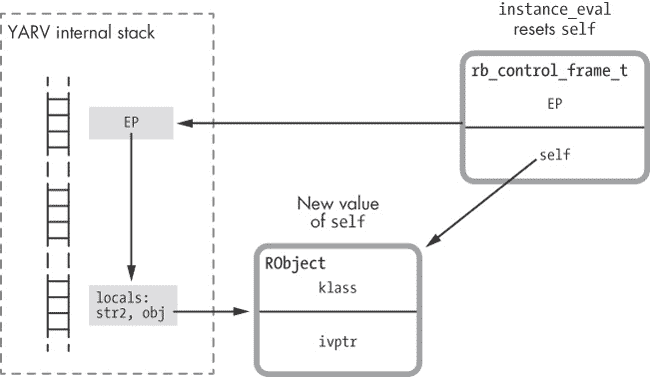 YARV internal stack
instance_eval
resets self
rb_control_frame_t
EP
self
EP
New value
of self
RObject
klass
ivptr
locals:
str2, obj